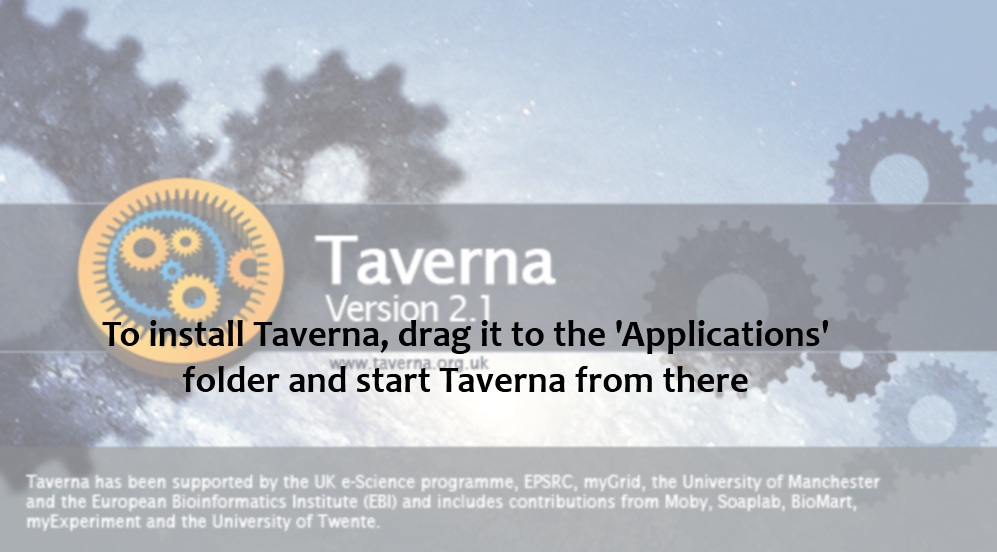 Taverna
Version 2.1
To install Taverna, drag it to the 'Applications'
www.taverna.org.uk
folder and start Taverna from there
Taverna has been supported by the UK e-Science programme, EPSRC, myGrid, the University of Manchester
and the European Bioinformatics Institute (EBI) and includes contributions from Moby, Soaplab, BioMart,
myExperiment and the University of Twente.